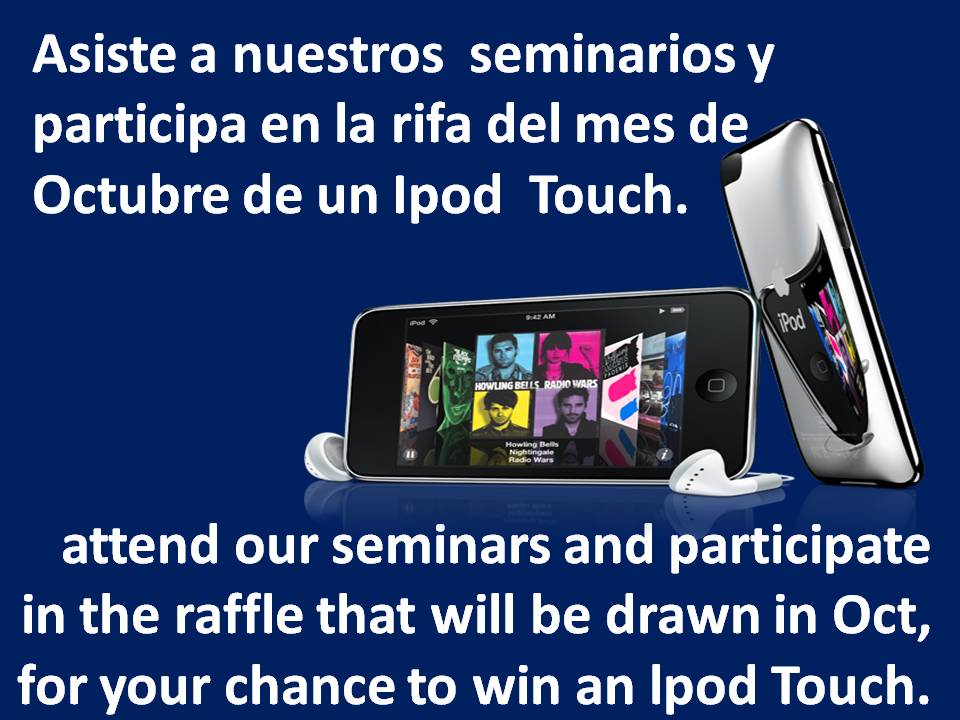 Asiste a nuestros seminarios y
participa en la rifa del mes de
Octubre de un Ipod Touch.
iPod
9:42 AM
HOWLING BELLS RADIO WARS
PHOENIX
Howling Bells
Nightingale
Radio Wars
iPod
attend our seminars and participate
in the raffle that will be drawn in Oct,
for your chance to win an Ipod Touch.